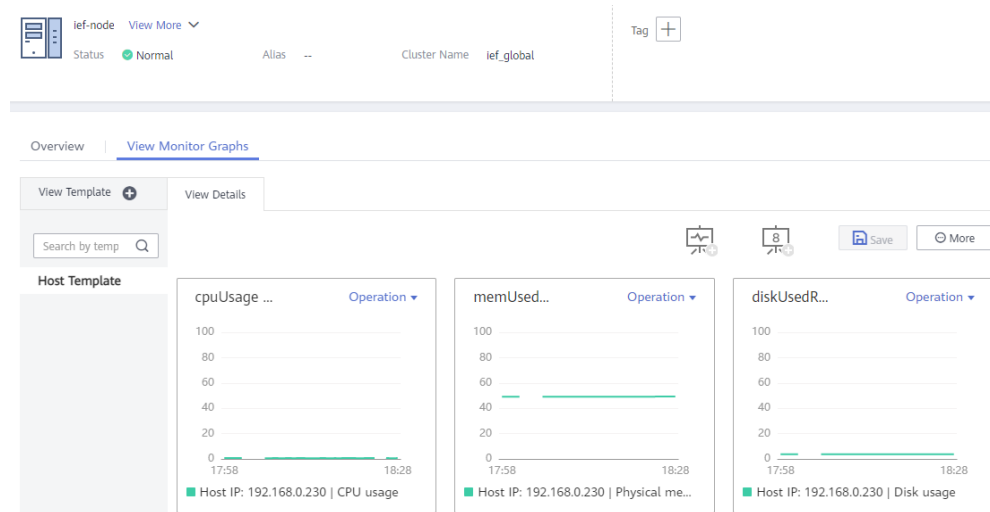 ief-node View More
Status Normal Alias -- Cluster Name ief_global
Tag
Overview View Monitor Graphs
View Template View Details
Search by temp
8 Save More
Host Template
cpuUsage ... Operation
100
80
60
40
20
0
17:58 18:28
Host IP: 192.168.0.230 | CPU usage
memUsed... Operation
100
80
60
40
20
0
17:58 18:28
Host IP: 192.168.0.230 | Physical me...
diskUsedR... Operation
100
80
60
40
20
0
17:58 18:28
Host IP: 192.168.0.230 | Disk usage